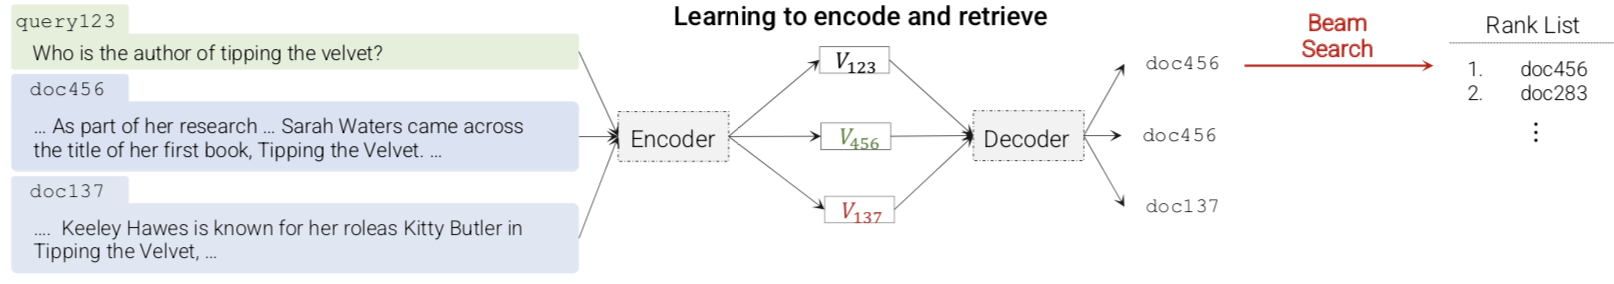 Learning to encode and retrieve
query123
Who is the author of tipping the velvet?
doc456
... As part of her research ... Sarah Waters came across
the title of her first book, Tipping the Velvet. ...
doc137
.... Keeley Hawes is known for her roleas Kitty Butler in
Tipping the Velvet, ...
Encoder
V123
V456
V137
Decoder
doc456
doc456
doc137
Beam
Search
Rank List
1. doc456
2. doc283
⋮